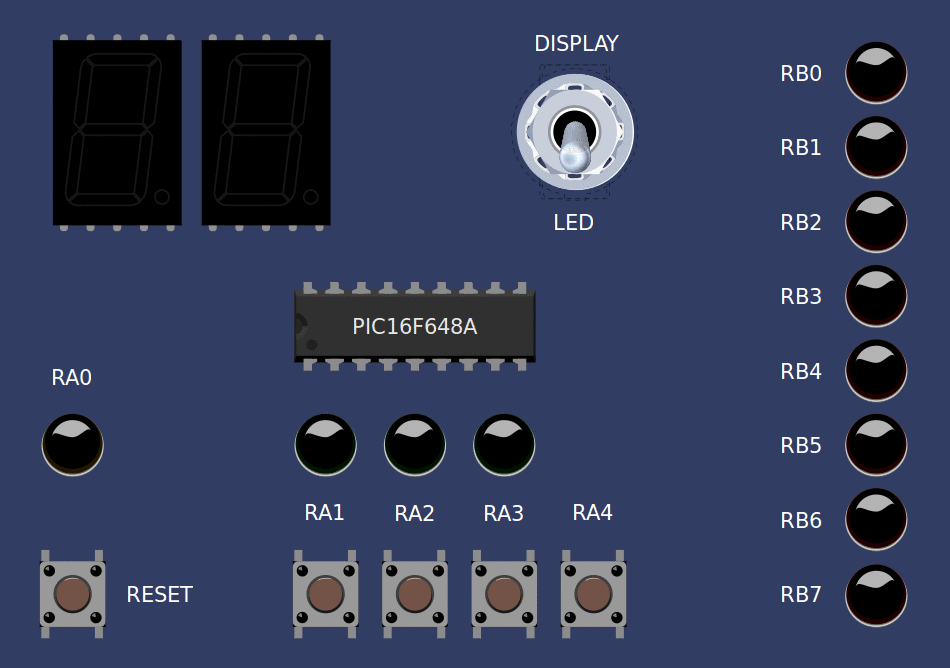 DISPLAY
LED
RB0
RB1
RB2
RB3
RB4
RB5
RB6
RB7
PIC16F648A
RA0
RA1
RA2
RA3
RA4
RESET